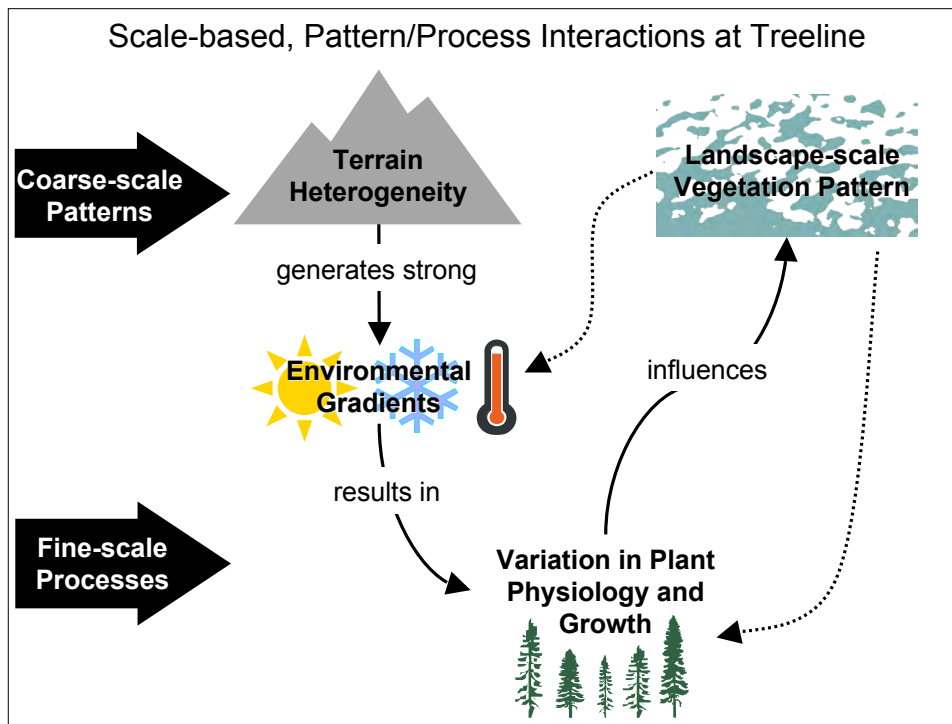 Scale-based, Pattern/Process Interactions at Treeline
Coarse-scale
Patterns
Terrain
Heterogeneity
Landscape-scale
Vegetation Pattern
generates strong
Environmental
Gradients
influences
results in
Fine-scale
Processes
Variation in Plant
Physiology and
Growth